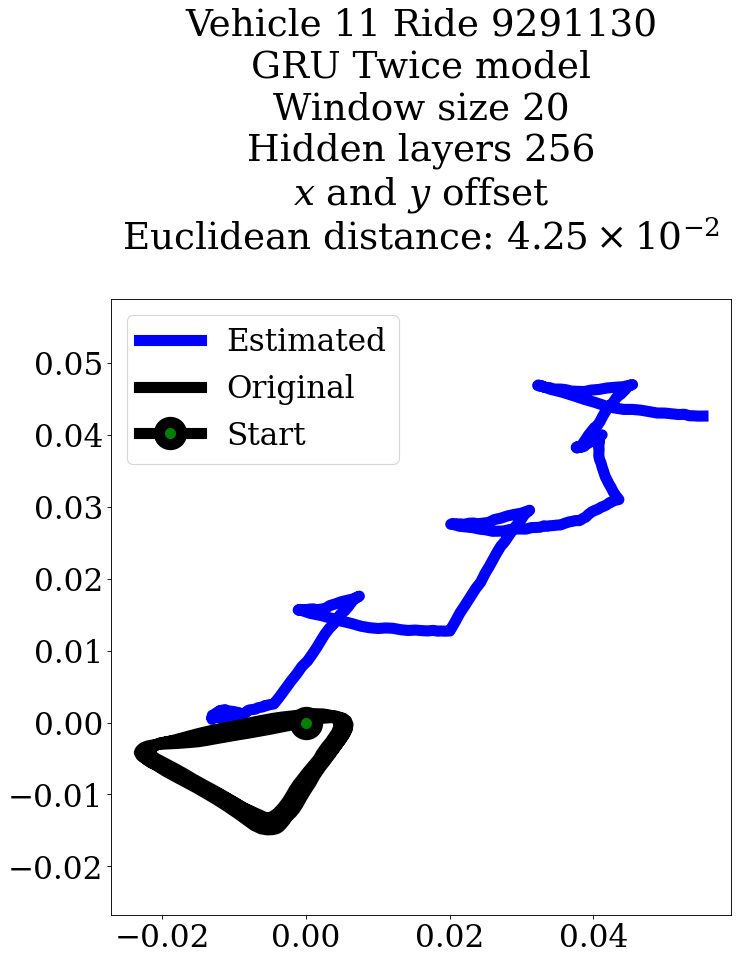 Vehicle 11 Ride 9291130
GRU Twice model
Window size 20
Hidden layers 256
x and y offset
Euclidean distance: 4.25 × 10⁻²
Estimated
Original
Start
0.05
0.04
0.03
0.02
0.01
0.00
−0.01
−0.02
−0.02 0.00 0.02 0.04